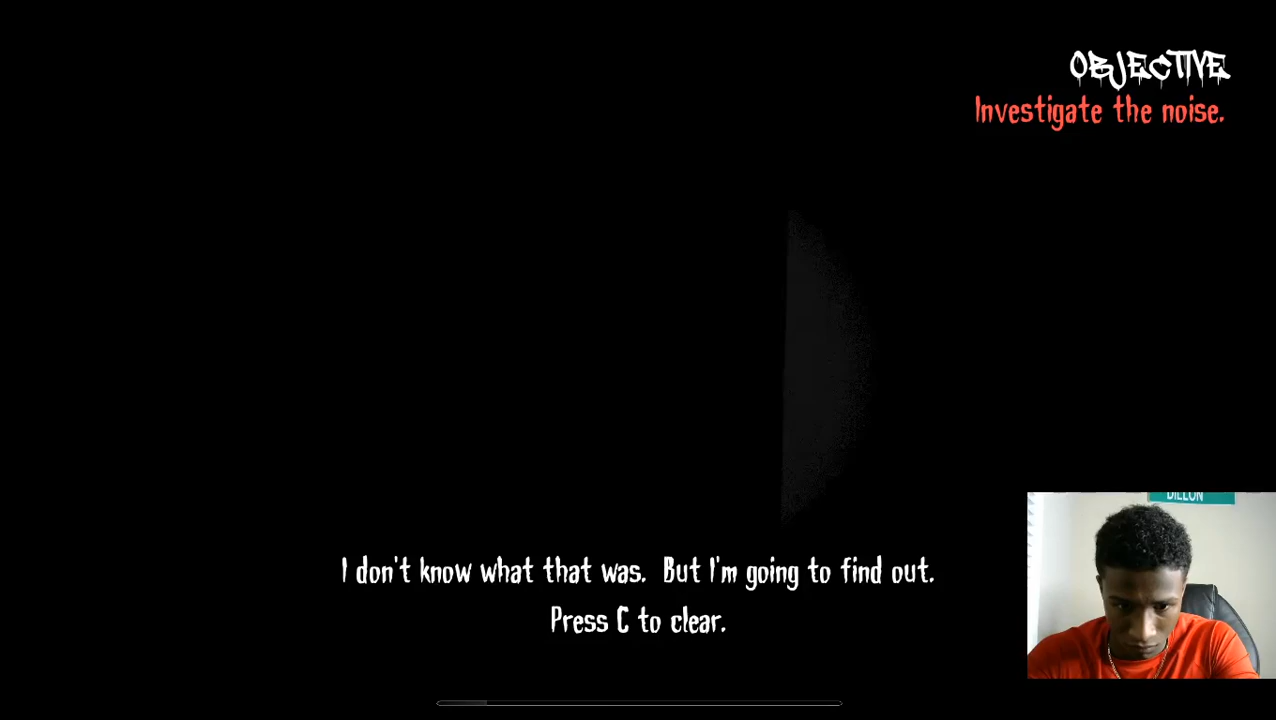 OBJECTIVE
Investigate the noise.
DILLON
I don't know what that was. But I'm going to find out.
Press C to clear.